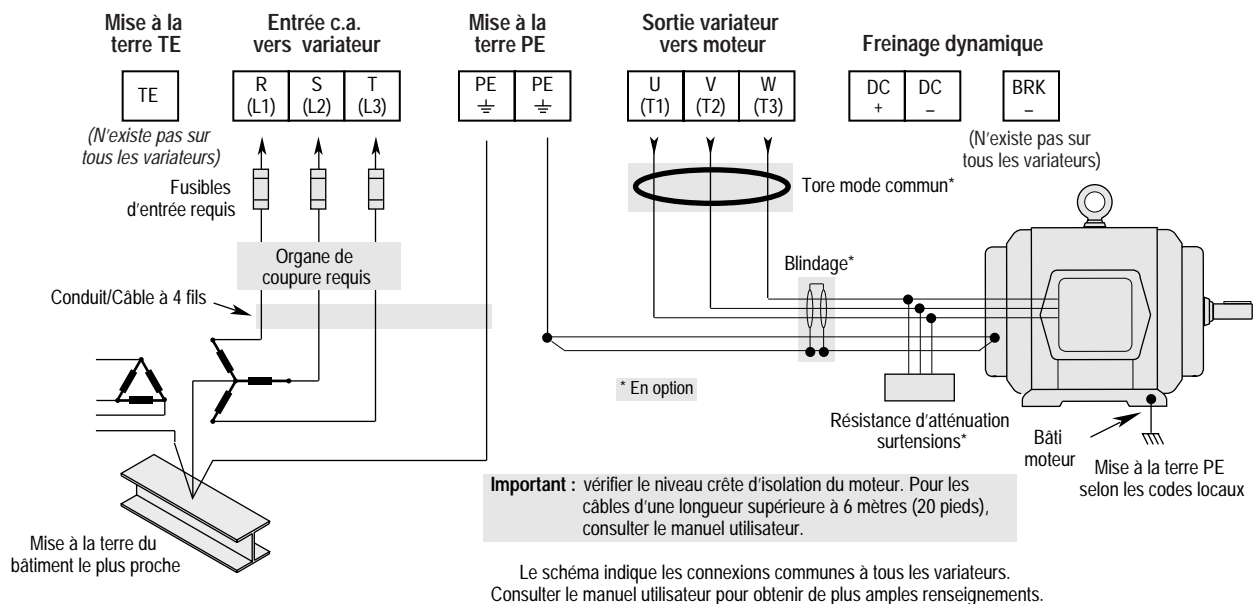 Mise à la
terre TE
Entrée c.a.
vers variateur
Mise à la
terre PE
Sortie variateur
vers moteur
Freinage dynamique
TE
R
(L1)
S
(L2)
T
(L3)
PE
PE
U
(T1)
V
(T2)
W
(T3)
DC
+
DC
–
BRK
–
(N'existe pas sur
tous les variateurs)
(N'existe pas sur
tous les variateurs)
Fusibles
d'entrée requis
Tore mode commun*
Organe de
coupure requis
Blindage*
Conduit/Câble à 4 fils
* En option
Résistance d'atténuation
surtensions*
Bâti
moteur
Mise à la terre PE
selon les codes locaux
Important : vérifier le niveau crête d'isolation du moteur. Pour les
câbles d'une longueur supérieure à 6 mètres (20 pieds),
consulter le manuel utilisateur.
Mise à la terre du
bâtiment le plus proche
Le schéma indique les connexions communes à tous les variateurs.
Consulter le manuel utilisateur pour obtenir de plus amples renseignements.